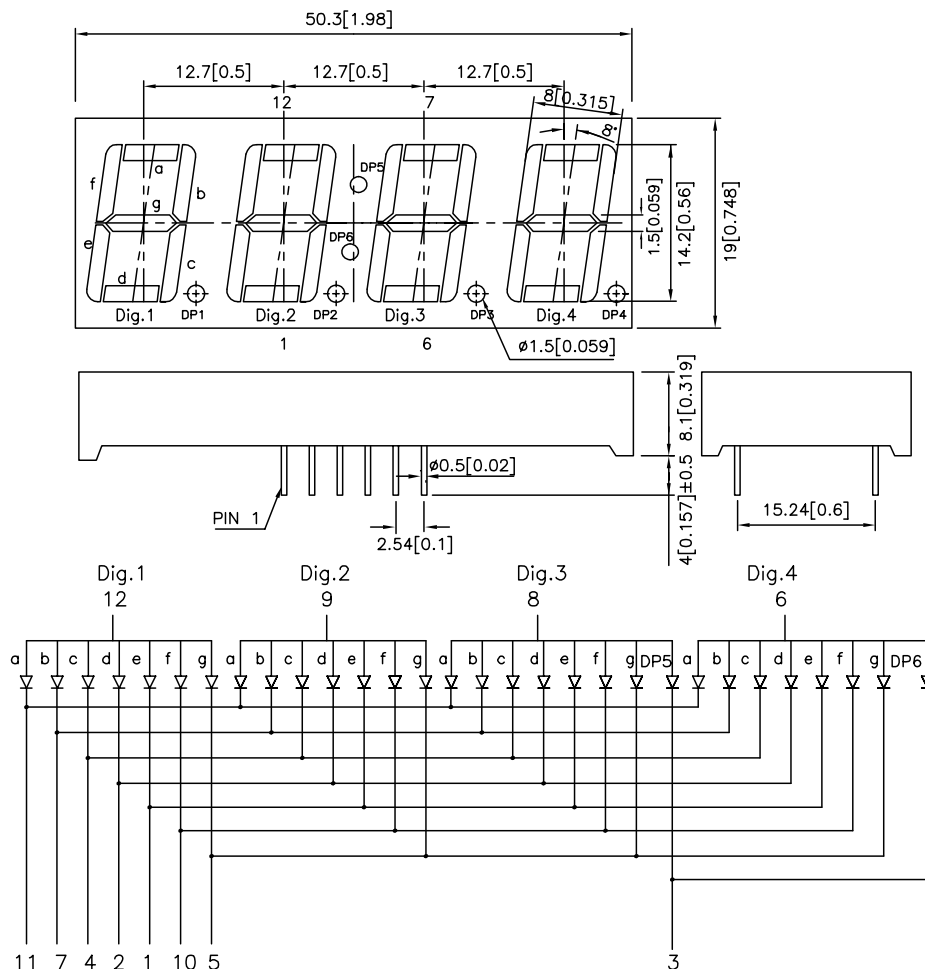 50.3[1.98]
12.7[0.5] 12.7[0.5] 12.7[0.5]
12 7
8[0.315]
8°
a
f b
g
e c
d
DP5
DP6
Dig.1 DP1 Dig.2 DP2 Dig.3 DP3 Dig.4 DP4
1.5[0.059]
14.2[0.56]
19[0.748]
1 6
ø1.5[0.059]
8.1[0.319]
ø0.5[0.02]
PIN 1
2.54[0.1]
4[0.157]±0.5
15.24[0.6]
Dig.1 Dig.2 Dig.3 Dig.4
12 9 8 6
a b c d e f g a b c d e f g a b c d e f g DP5 a b c d e f g DP6
11 7 4 2 1 10 5 3